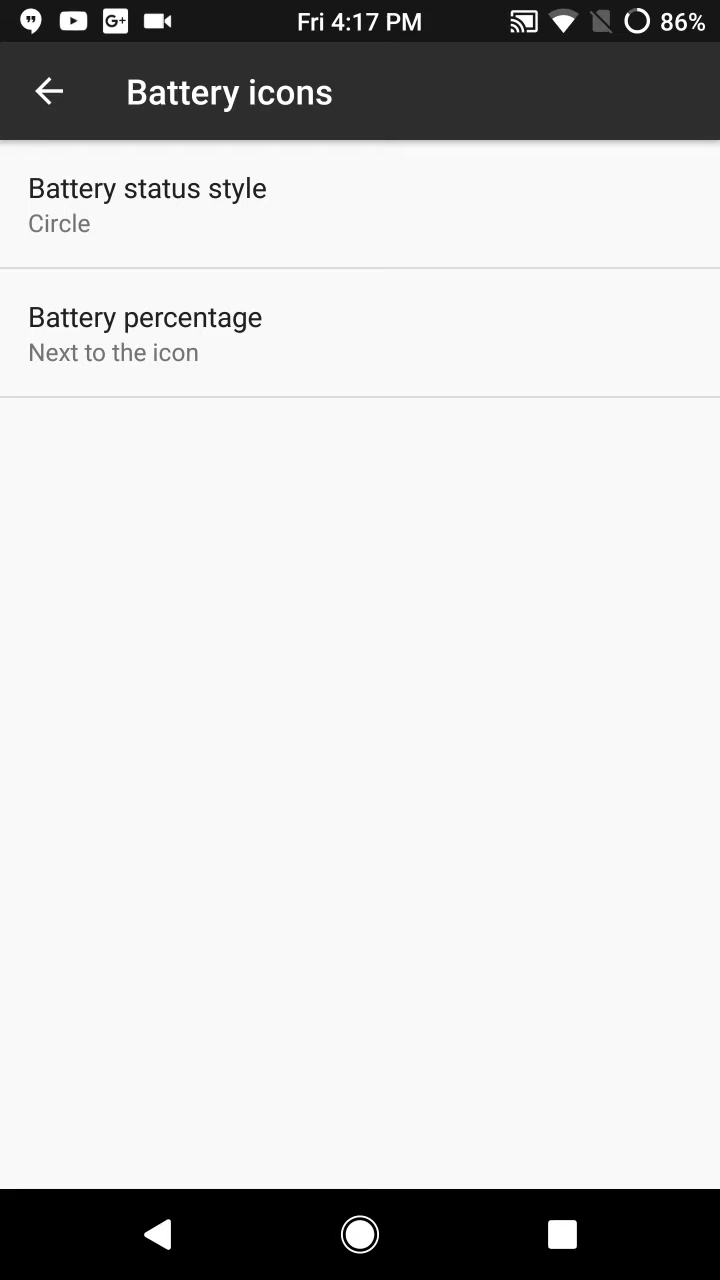 G+ Fri 4:17 PM 86%
Battery icons
Battery status style
Circle
Battery percentage
Next to the icon